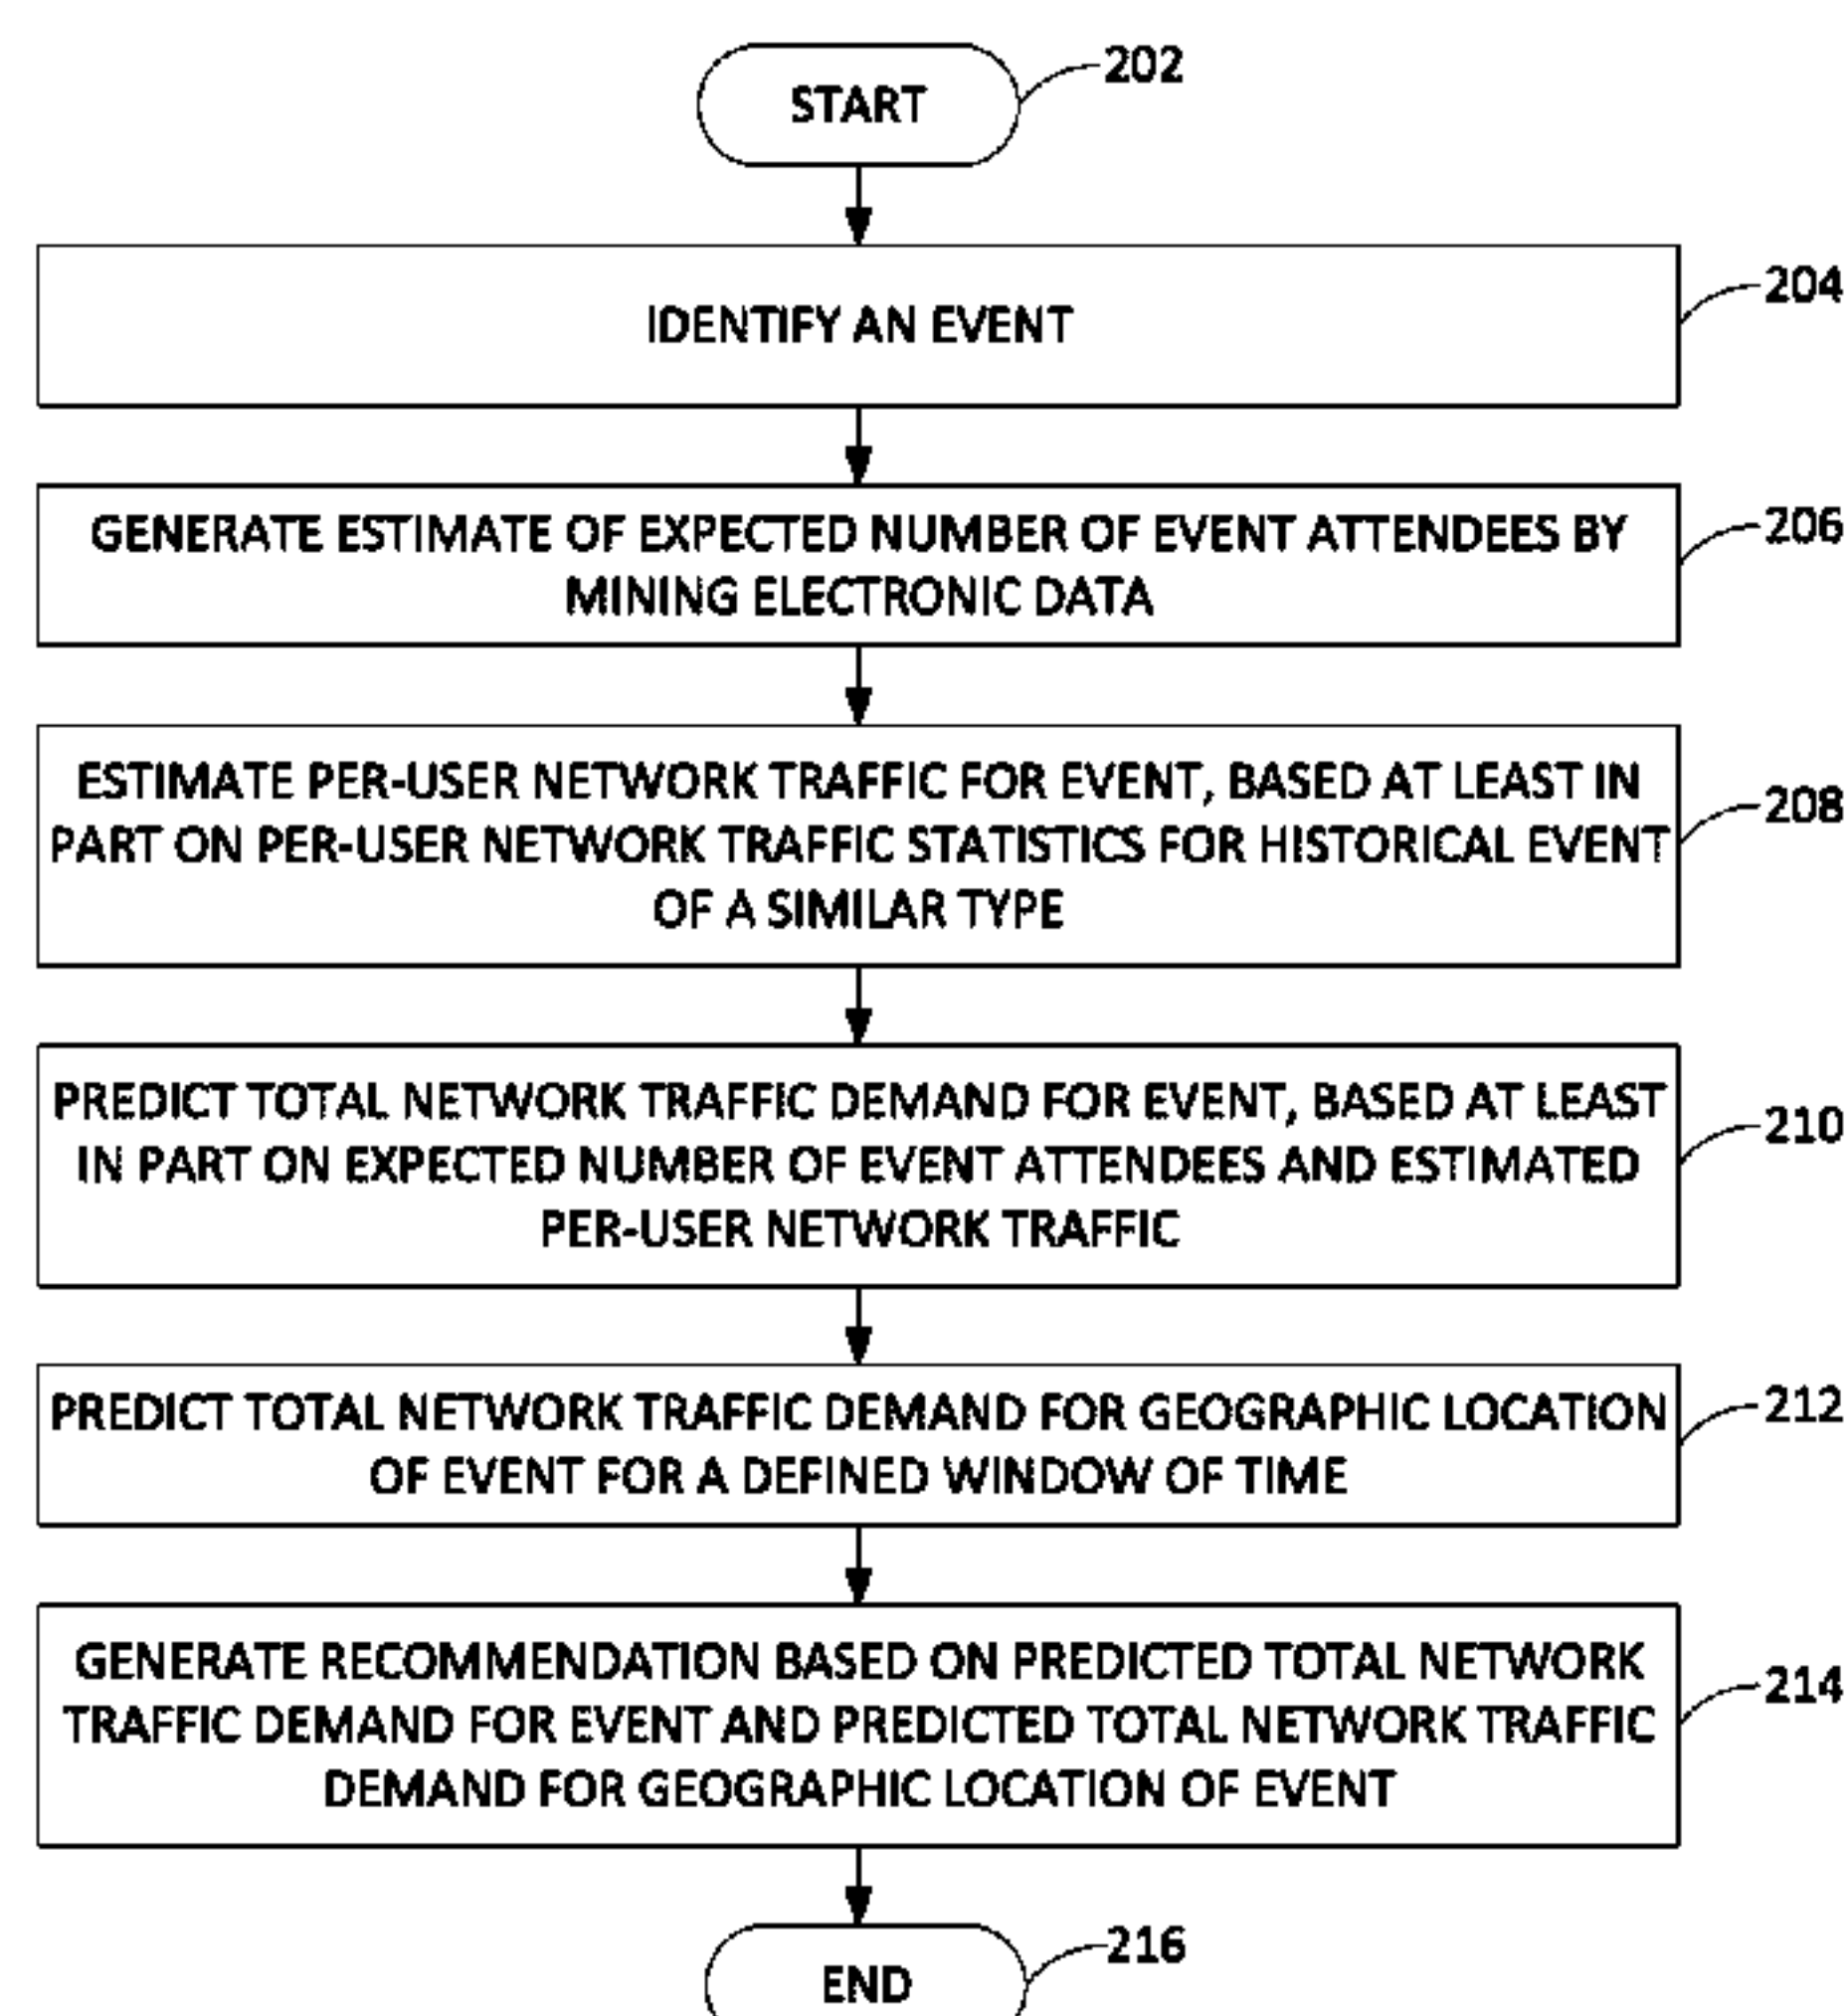 START
202
IDENTIFY AN EVENT
204
GENERATE ESTIMATE OF EXPECTED NUMBER OF EVENT ATTENDEES BY
MINING ELECTRONIC DATA
206
ESTIMATE PER-USER NETWORK TRAFFIC FOR EVENT, BASED AT LEAST IN
PART ON PER-USER NETWORK TRAFFIC STATISTICS FOR HISTORICAL EVENT
OF A SIMILAR TYPE
208
PREDICT TOTAL NETWORK TRAFFIC DEMAND FOR EVENT, BASED AT LEAST
IN PART ON EXPECTED NUMBER OF EVENT ATTENDEES AND ESTIMATED
PER-USER NETWORK TRAFFIC
210
PREDICT TOTAL NETWORK TRAFFIC DEMAND FOR GEOGRAPHIC LOCATION
OF EVENT FOR A DEFINED WINDOW OF TIME
212
GENERATE RECOMMENDATION BASED ON PREDICTED TOTAL NETWORK
TRAFFIC DEMAND FOR EVENT AND PREDICTED TOTAL NETWORK TRAFFIC
DEMAND FOR GEOGRAPHIC LOCATION OF EVENT
214
END
216